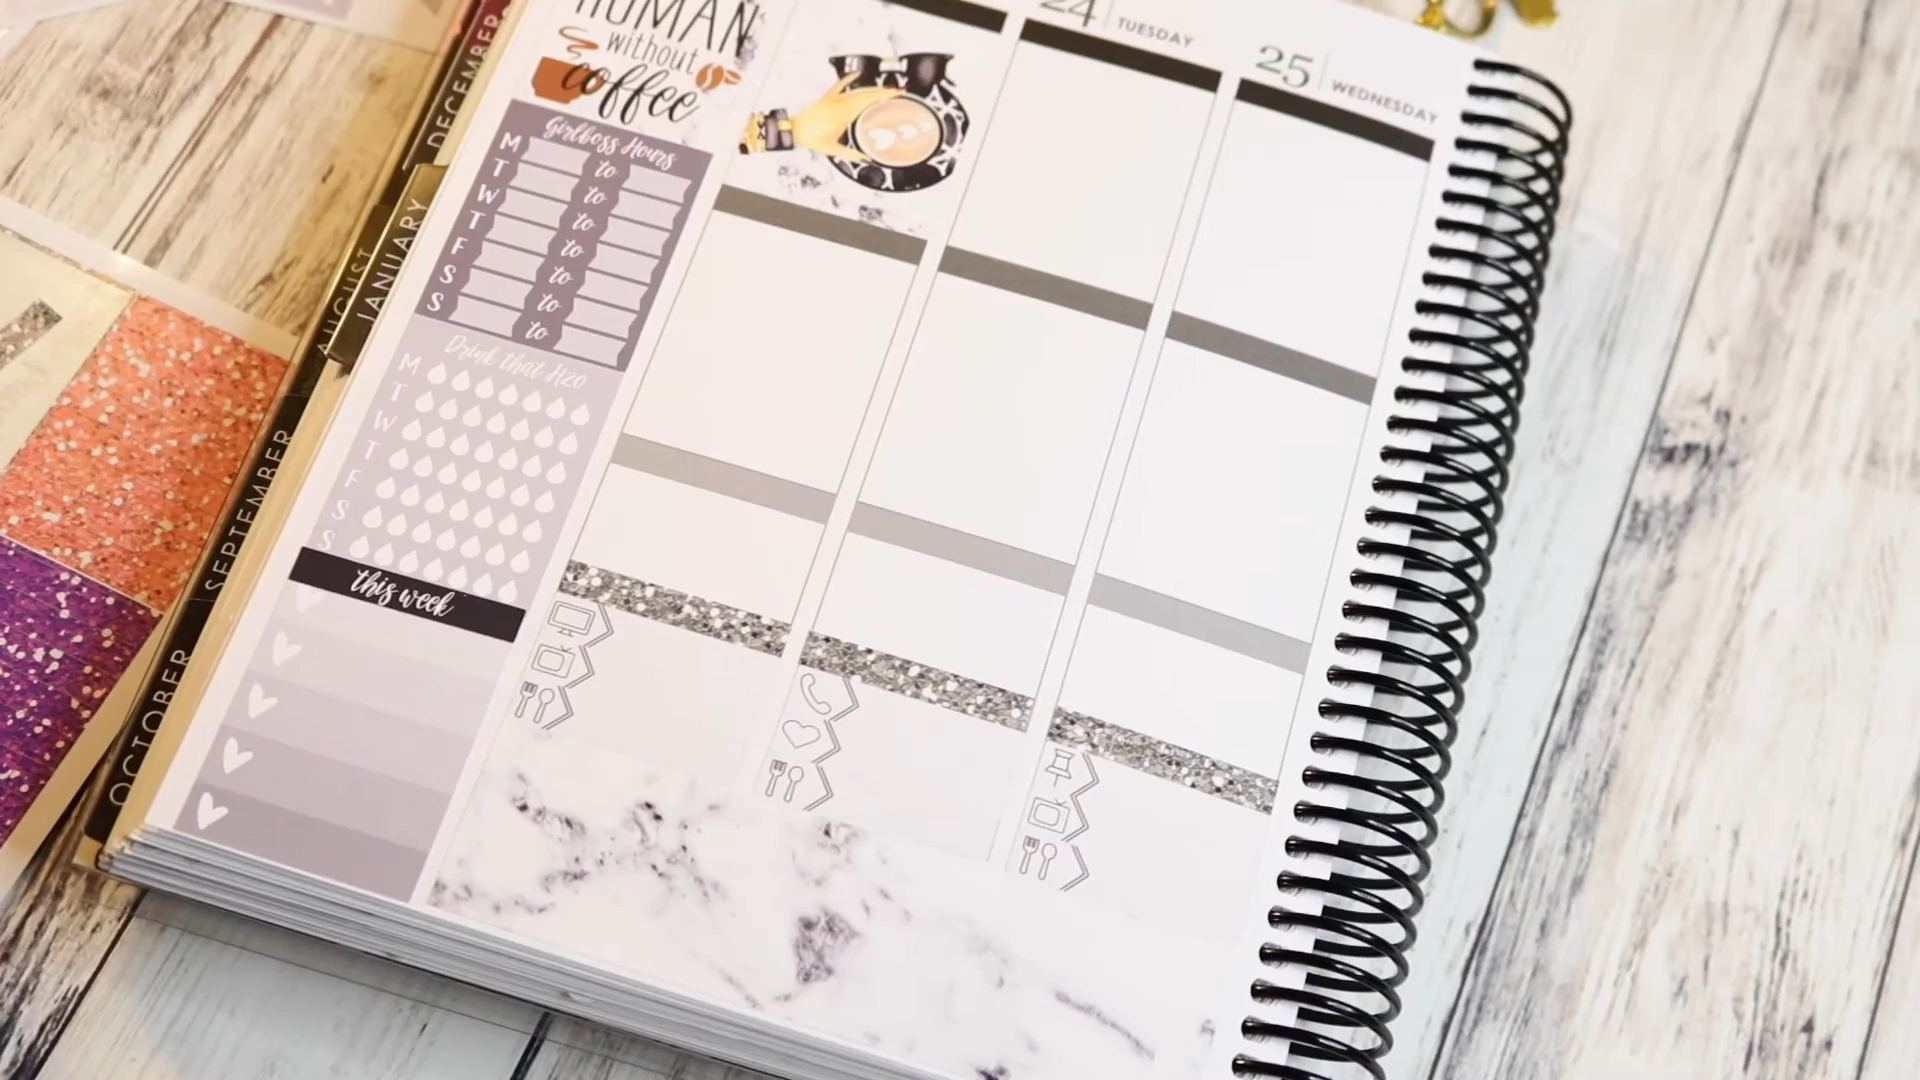 HUMAN
without
coffee
Girlboss Hours
M to
T to
W to
T to
F to
S to
S to
Drink that H2O
M
T
W
T
F
S
S
this week
24 TUESDAY
25 WEDNESDAY
DECEMBER
JANUARY
AUGUST
SEPTEMBER
OCTOBER